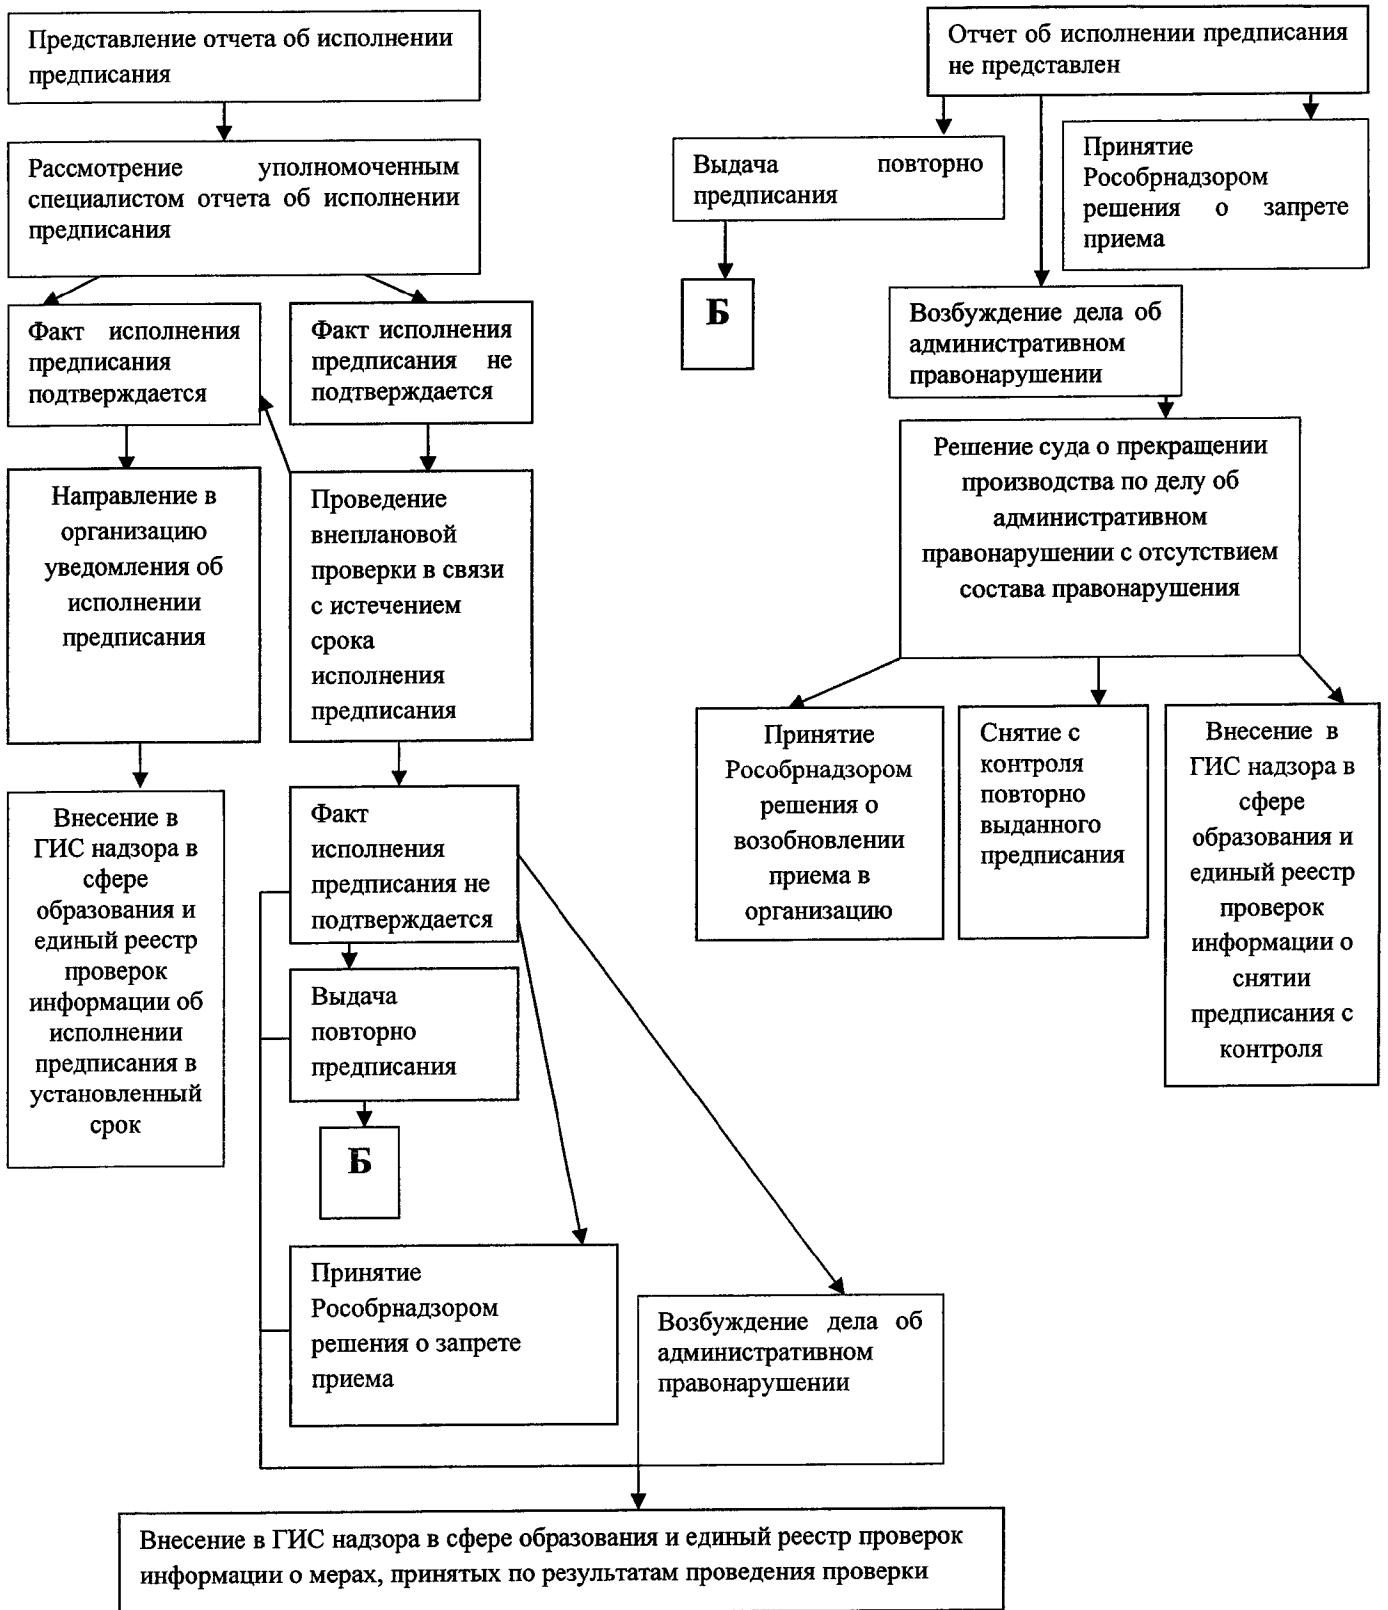 Представление отчета об исполнении
предписания
Рассмотрение уполномоченным
специалистом отчета об исполнении
предписания
Факт исполнения
предписания
подтверждается
Факт исполнения
предписания не
подтверждается
Направление в
организацию
уведомления об
исполнении
предписания
Проведение
внеплановой
проверки в связи
с истечением
срока
исполнения
предписания
Внесение в
ГИС надзора в
сфере
образования и
единый реестр
проверок
информации об
исполнении
предписания в
установленный
срок
Факт
исполнения
предписания не
подтверждается
Выдача
повторно
предписания
Б
Принятие
Рособрнадзором
решения о запрете
приема
Возбуждение дела об
административном
правонарушении
Внесение в ГИС надзора в сфере образования и единый реестр проверок
информации о мерах, принятых по результатам проведения проверки
Отчет об исполнении предписания
не представлен
Выдача повторно
предписания
Б
Принятие
Рособрнадзором
решения о запрете
приема
Возбуждение дела об
административном
правонарушении
Решение суда о прекращении
производства по делу об
административном
правонарушении с отсутствием
состава правонарушения
Принятие
Рособрнадзором
решения о
возобновлении
приема в
организацию
Снятие с
контроля
повторно
выданного
предписания
Внесение в
ГИС надзора в
сфере
образования и
единый реестр
проверок
информации о
снятии
предписания с
контроля